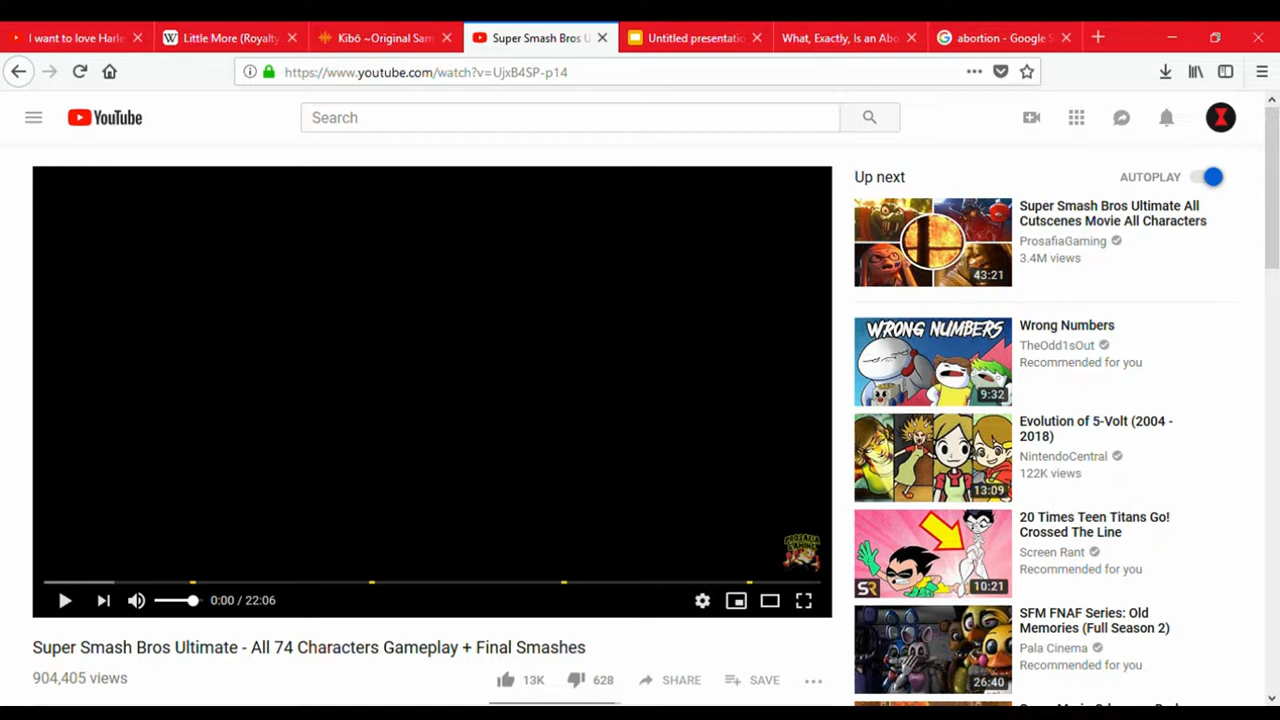 I want to love Harle
Little More (Royalty
Kibō ~Original Sam
Super Smash Bros U
Untitled presentatio
What, Exactly, Is an Abo
abortion - Google S
https://www.youtube.com/watch?v=UjxB4SP-p14
YouTube
Search
Up next
AUTOPLAY
Super Smash Bros Ultimate All
Cutscenes Movie All Characters
ProsafiaGaming
3.4M views
43:21
WRONG NUMBERS
9:32
Wrong Numbers
TheOdd1sOut
Recommended for you
13:09
Evolution of 5-Volt (2004 -
2018)
NintendoCentral
122K views
SR
10:21
20 Times Teen Titans Go!
Crossed The Line
Screen Rant
Recommended for you
26:40
SFM FNAF Series: Old
Memories (Full Season 2)
Pala Cinema
Recommended for you
PROSAFIA
GAMING
0:00 / 22:06
Super Smash Bros Ultimate - All 74 Characters Gameplay + Final Smashes
904,405 views
13K
628
SHARE
SAVE